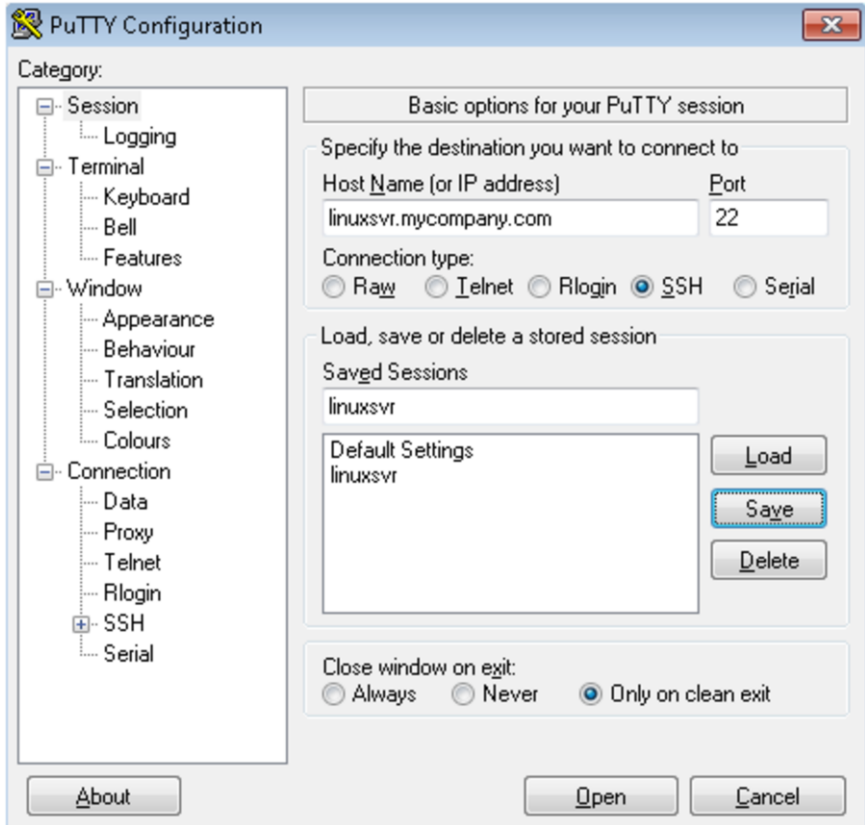 PuTTY Configuration
Category:
Session
Logging
Terminal
Keyboard
Bell
Features
Window
Appearance
Behaviour
Translation
Selection
Colours
Connection
Data
Proxy
Telnet
Rlogin
SSH
Serial
Basic options for your PuTTY session
Specify the destination you want to connect to
Host Name (or IP address) Port
linuxsvr.mycompany.com 22
Connection type:
Raw Telnet Rlogin SSH Serial
Load, save or delete a stored session
Saved Sessions
linuxsvr
Default Settings
linuxsvr
Load
Save
Delete
Close window on exit:
Always Never Only on clean exit
About Open Cancel